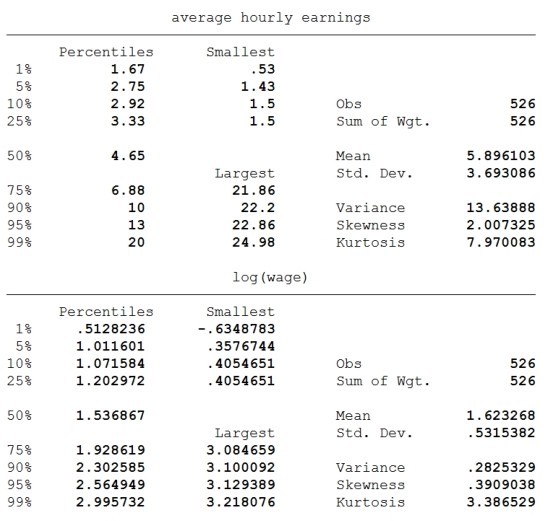 average hourly earnings
Percentiles Smallest
1% 1.67 .53
5% 2.75 1.43
10% 2.92 1.5 Obs 526
25% 3.33 1.5 Sum of Wgt. 526
50% 4.65 Mean 5.896103
Largest Std. Dev. 3.693086
75% 6.88 21.86
90% 10 22.2 Variance 13.63888
95% 13 22.86 Skewness 2.007325
99% 20 24.98 Kurtosis 7.970083
log(wage)
Percentiles Smallest
1% .5128236 -.6348783
5% 1.011601 .3576744
10% 1.071584 .4054651 Obs 526
25% 1.202972 .4054651 Sum of Wgt. 526
50% 1.536867 Mean 1.623268
Largest Std. Dev. .5315382
75% 1.928619 3.084659
90% 2.302585 3.100092 Variance .2825329
95% 2.564949 3.129389 Skewness .3909038
99% 2.995732 3.218076 Kurtosis 3.386529